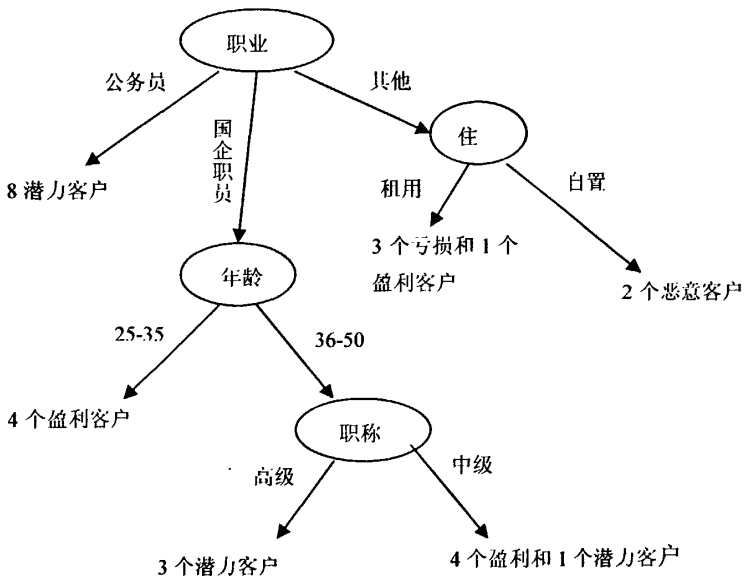 职业
公务员
其他
国企职员
住
租用
自置
8 潜力客户
3 个亏损和 1 个
盈利客户
2 个恶意客户
年龄
25-35
36-50
4 个盈利客户
职称
高级
中级
3 个潜力客户
4 个盈利和 1 个潜力客户